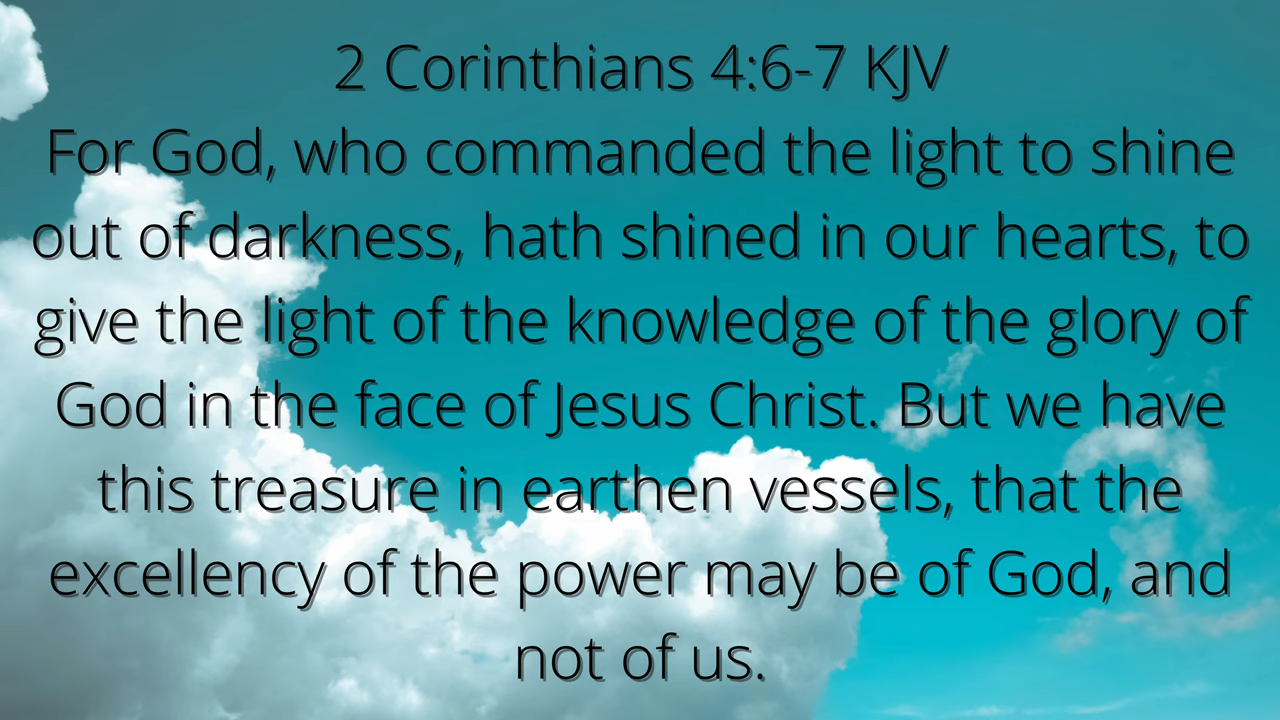 2 Corinthians 4:6-7 KJV
For God, who commanded the light to shine
out of darkness, hath shined in our hearts, to
give the light of the knowledge of the glory of
God in the face of Jesus Christ. But we have
this treasure in earthen vessels, that the
excellency of the power may be of God, and
not of us.